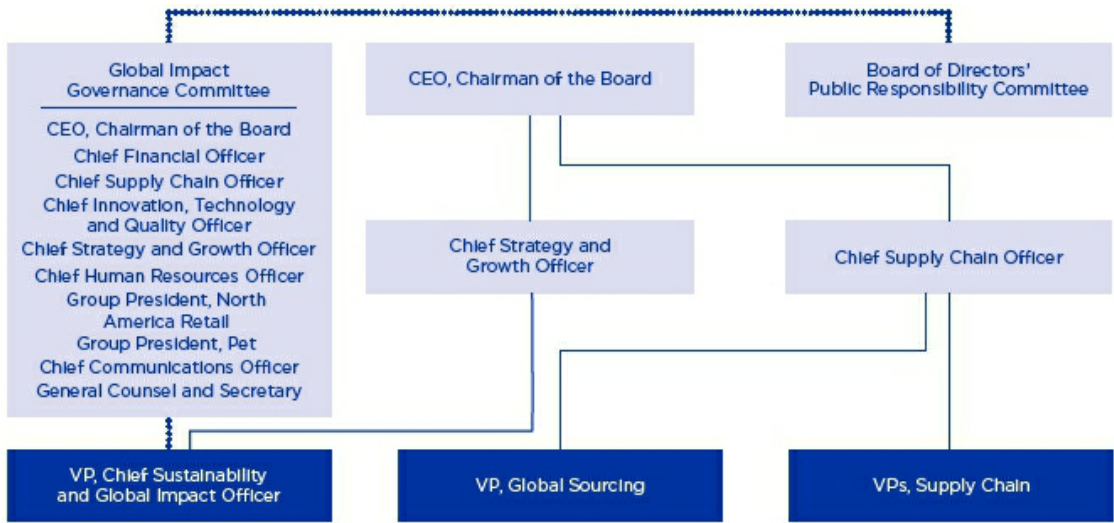 Global Impact
Governance Committee
CEO, Chairman of the Board
Chief Financial Officer
Chief Supply Chain Officer
Chief Innovation, Technology
and Quality Officer
Chief Strategy and Growth Officer
Chief Human Resources Officer
Group President, North
America Retail
Group President, Pet
Chief Communications Officer
General Counsel and Secretary
CEO, Chairman of the Board
Board of Directors'
Public Responsibility Committee
Chief Strategy and
Growth Officer
Chief Supply Chain Officer
VP, Chief Sustainability
and Global Impact Officer
VP, Global Sourcing
VPs, Supply Chain